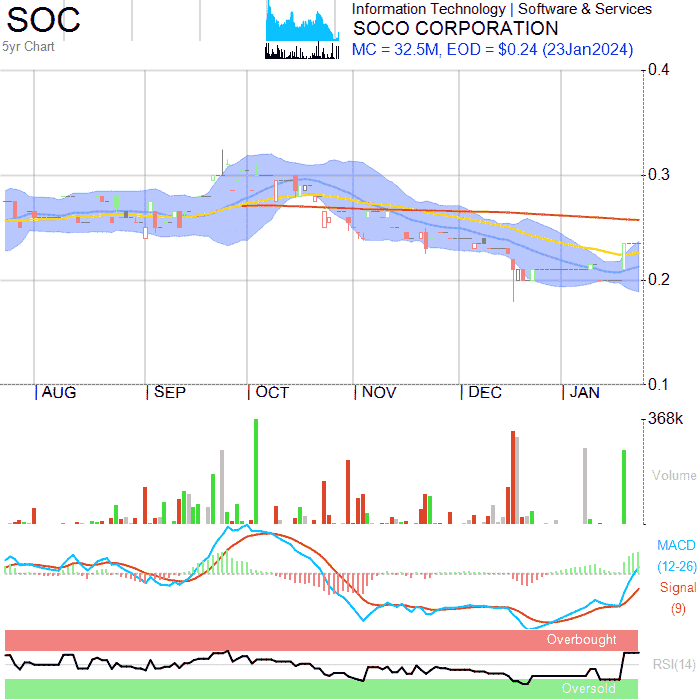 SOC
5yr Chart
Information Technology | Software & Services
SOCO CORPORATION
MC = 32.5M, EOD = $0.24 (23Jan2024)
0.4
0.3
0.2
0.1
AUG SEP OCT NOV DEC JAN
368k
Volume
MACD
(12-26)
Signal
(9)
Overbought
RSI(14)
Oversold